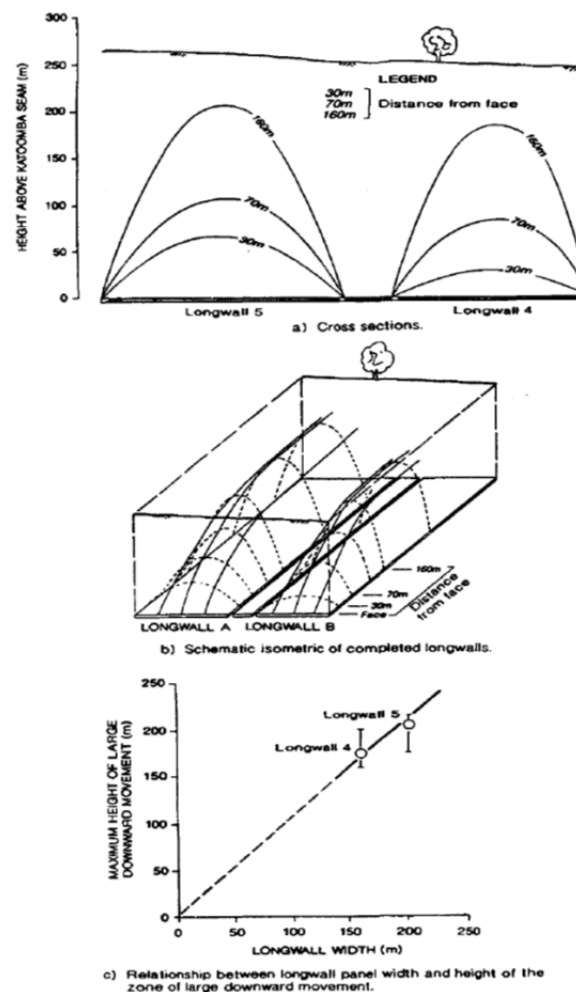 300
250
200
150
100
50
0
HEIGHT ABOVE KATOOMBA SEAM (m)
LEGEND
30m
70m
160m
Distance from face
160m
70m
30m
160m
70m
30m
Longwall 5
Longwall 4
a) Cross sections.
160m
70m
30m
Face
Distance
from face
LONGWALL A
LONGWALL B
b) Schematic isometric of completed longwalls.
250
200
150
100
50
0
MAXIMUM HEIGHT OF LARGE
DOWNWARD MOVEMENT (m)
Longwall 5
Longwall 4
0
50
100
150
200
250
LONGWALL WIDTH (m)
c) Relationship between longwall panel width and height of the
zone of large downward movement.